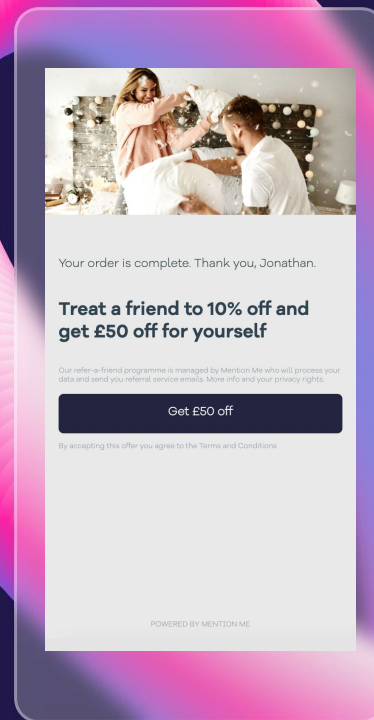 Your order is complete. Thank you, Jonathan.
Treat a friend to 10% off and
get £50 off for yourself
Our refer-a-friend programme is managed by Mention Me who will process your
data and send you referral service emails. More info and your privacy rights.
Get £50 off
By accepting this offer you agree to the Terms and Conditions
POWERED BY MENTION ME